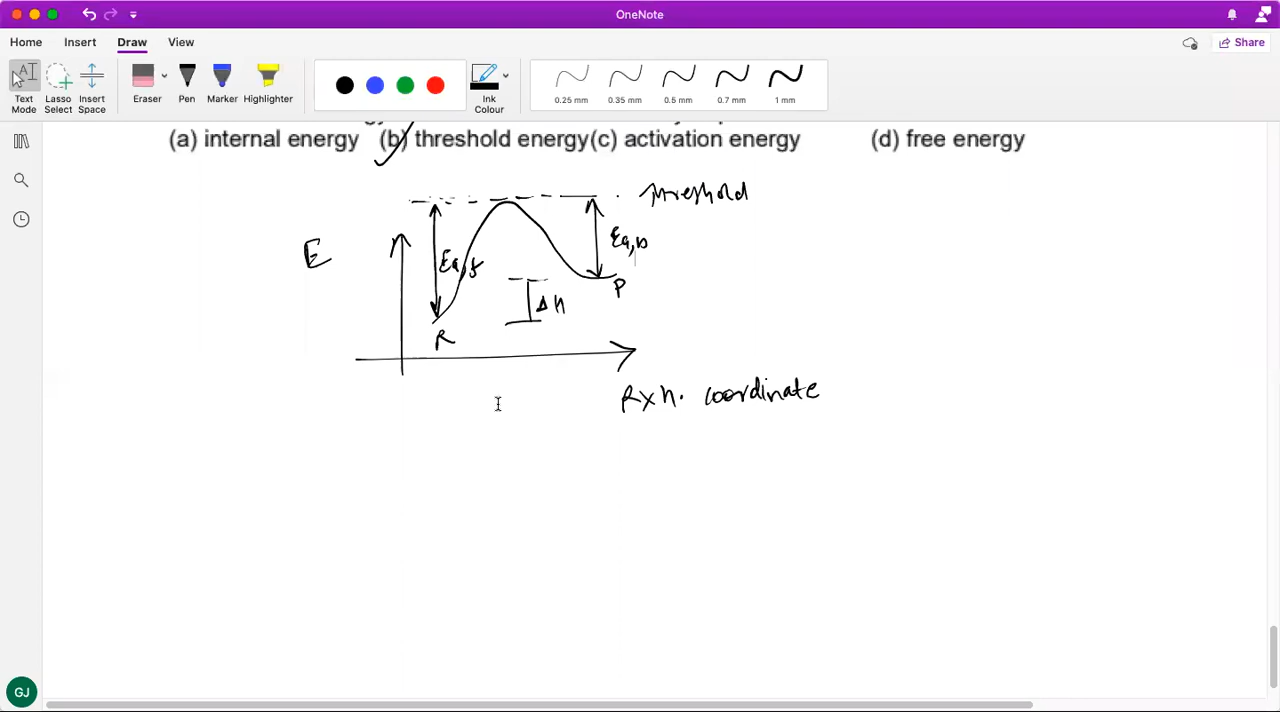 OneNote
Home Insert Draw View
Share
Text Mode
Lasso Select
Insert Space
Eraser
Pen
Marker
Highlighter
Ink Colour
0.25 mm 0.35 mm 0.5 mm 0.7 mm 1 mm
(a) internal energy (b) threshold energy(c) activation energy (d) free energy
threshold
E
Ea,f
Ea,b
ΔH
P
R
Rxn. coordinate
GJ